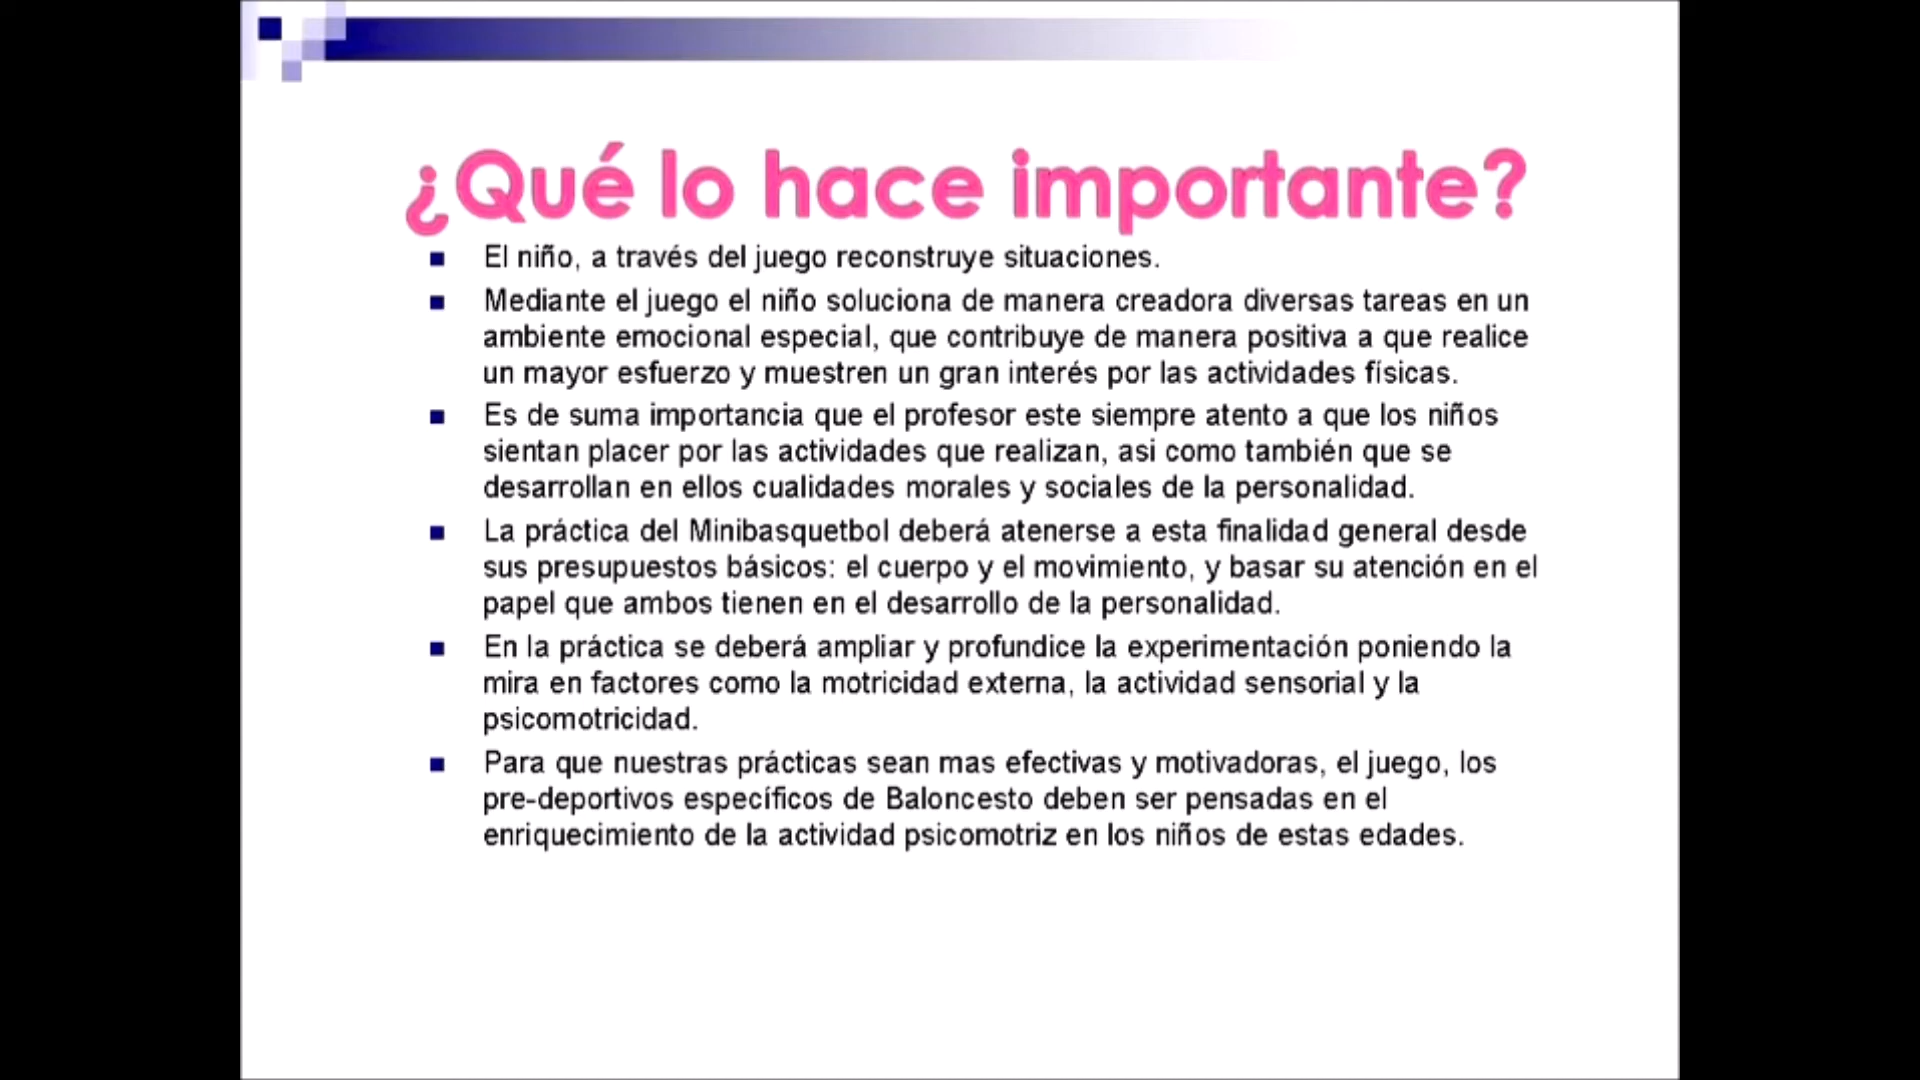 ¿Qué lo hace importante?
El niño, a través del juego reconstruye situaciones.
Mediante el juego el niño soluciona de manera creadora diversas tareas en un
ambiente emocional especial, que contribuye de manera positiva a que realice
un mayor esfuerzo y muestren un gran interés por las actividades físicas.
Es de suma importancia que el profesor este siempre atento a que los niños
sientan placer por las actividades que realizan, asi como también que se
desarrollan en ellos cualidades morales y sociales de la personalidad.
La práctica del Minibasquetbol deberá atenerse a esta finalidad general desde
sus presupuestos básicos: el cuerpo y el movimiento, y basar su atención en el
papel que ambos tienen en el desarrollo de la personalidad.
En la práctica se deberá ampliar y profundice la experimentación poniendo la
mira en factores como la motricidad externa, la actividad sensorial y la
psicomotricidad.
Para que nuestras prácticas sean mas efectivas y motivadoras, el juego, los
pre-deportivos específicos de Baloncesto deben ser pensadas en el
enriquecimiento de la actividad psicomotriz en los niños de estas edades.